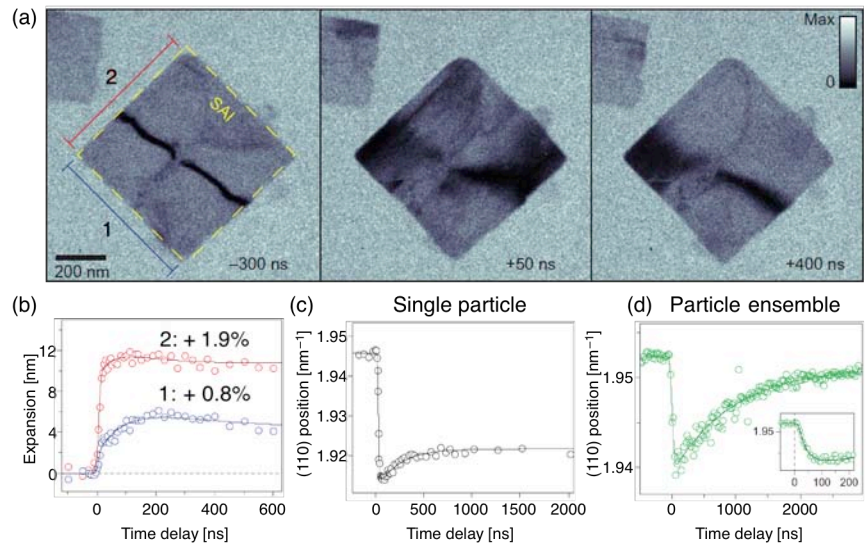 (a)
Max
0
2
SAI
1
200 nm
–300 ns
+50 ns
+400 ns
(b)
(c)
Single particle
(d)
Particle ensemble
2: + 1.9%
1: + 0.8%
Expansion [nm]
12
8
4
0
0
200
400
600
Time delay [ns]
(110) position [nm⁻¹]
1.95
1.94
1.93
1.92
0
500
1000
1500
2000
Time delay [ns]
(110) position [nm⁻¹]
1.95
1.94
0
1000
2000
1.95
0
100
200
Time delay [ns]